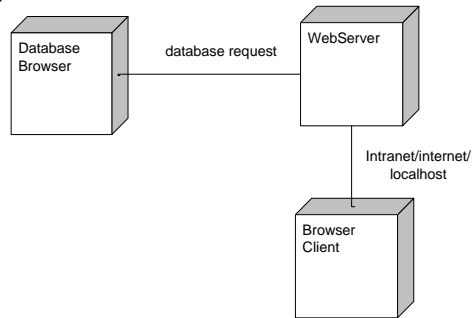 Database
Browser
database request
WebServer
Intranet/internet/
localhost
Browser
Client